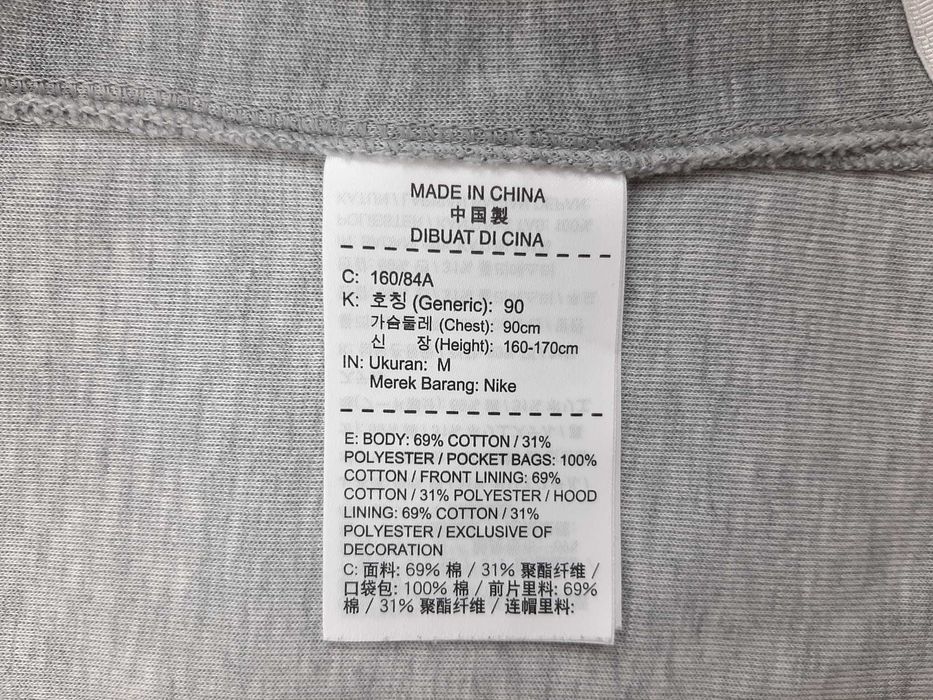 MADE IN CHINA
中国製
DIBUAT DI CINA
C: 160/84A
K: 호칭 (Generic): 90
가슴둘레 (Chest): 90cm
신 장 (Height): 160-170cm
IN: Ukuran: M
Merek Barang: Nike
E: BODY: 69% COTTON / 31%
POLYESTER / POCKET BAGS: 100%
COTTON / FRONT LINING: 69%
COTTON / 31% POLYESTER / HOOD
LINING: 69% COTTON / 31%
POLYESTER / EXCLUSIVE OF
DECORATION
C: 面料: 69% 棉 / 31% 聚酯纤维 /
口袋包: 100% 棉 / 前片里料: 69%
棉 / 31% 聚酯纤维 / 连帽里料: